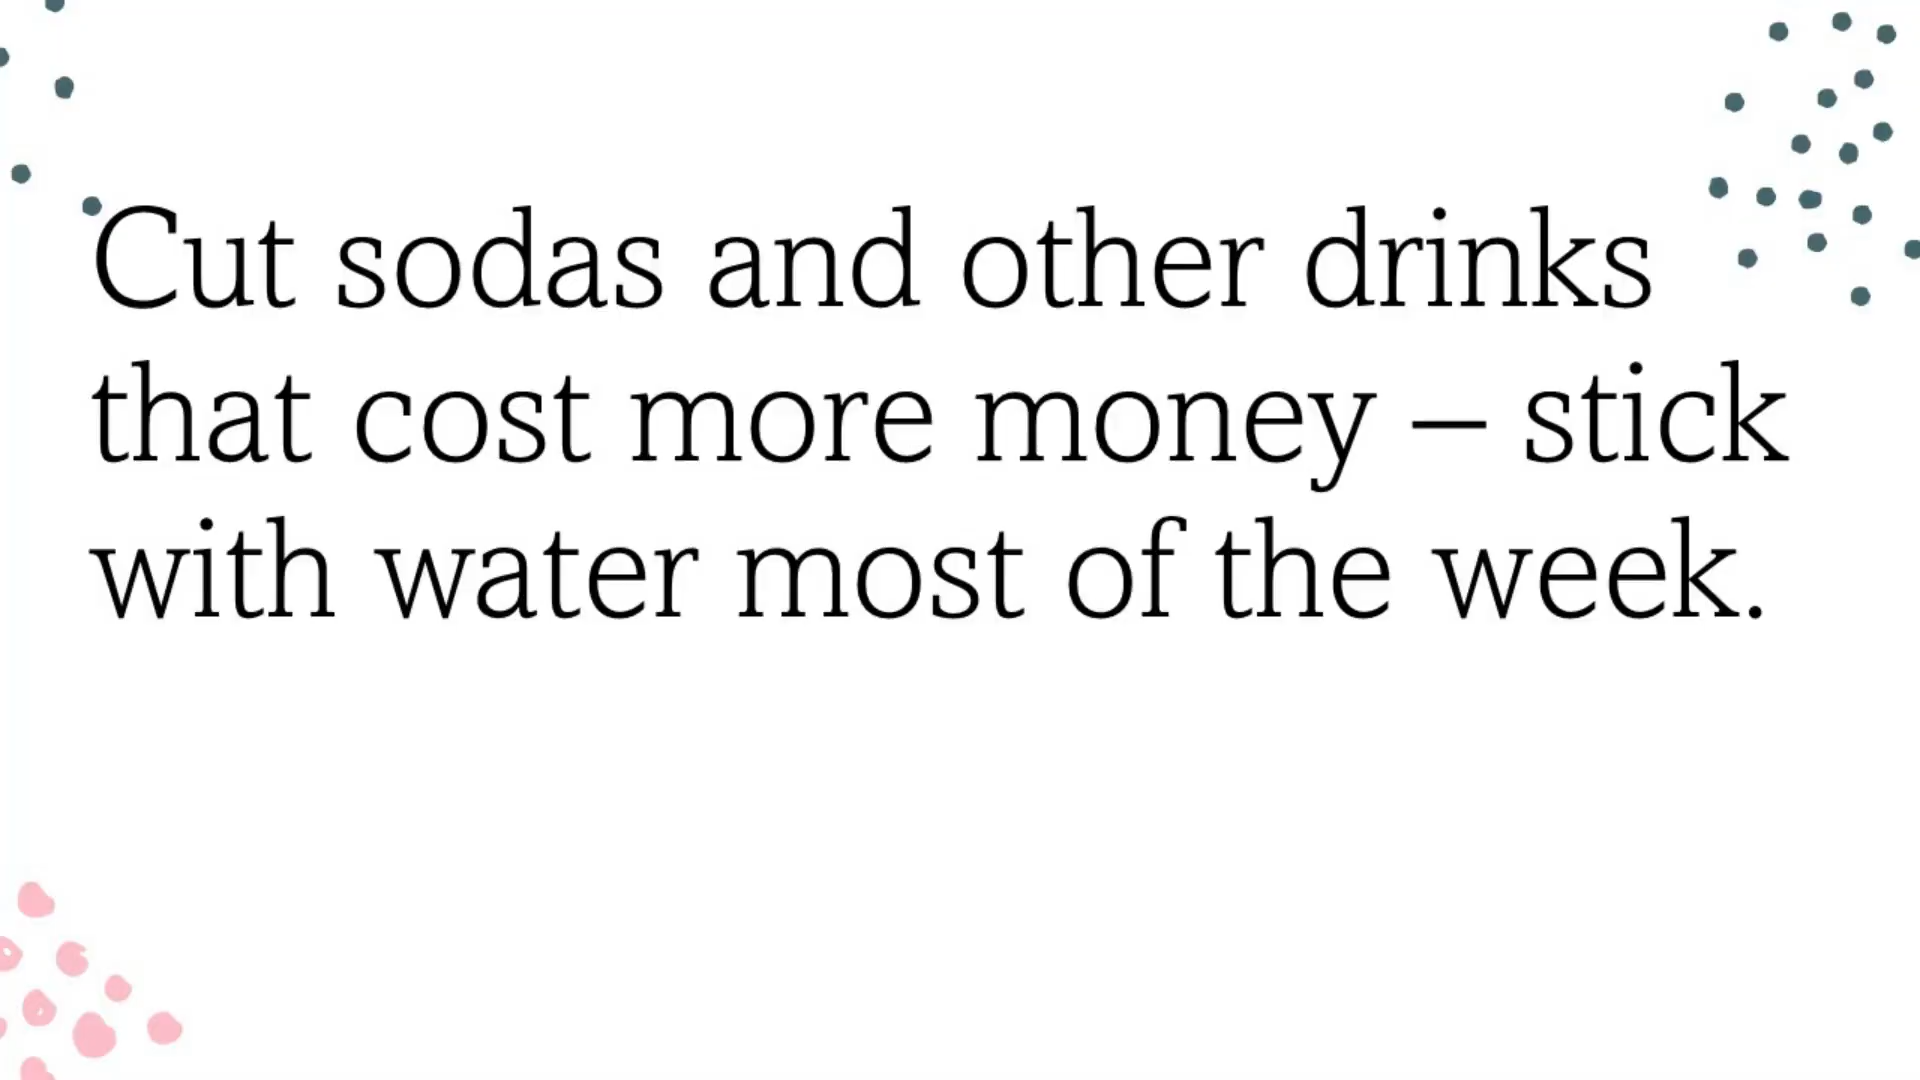 Cut sodas and other drinks
that cost more money – stick
with water most of the week.